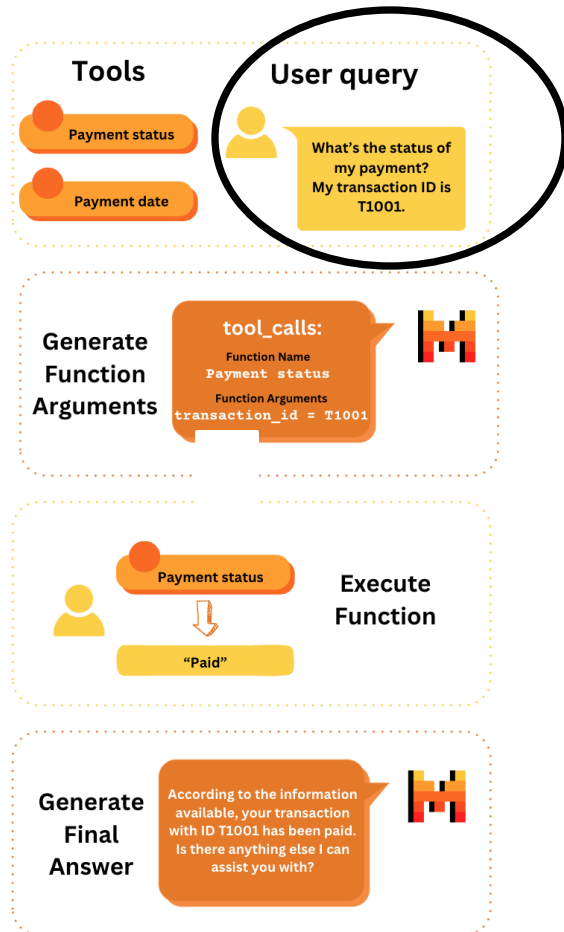 Tools
User query
Payment status
Payment date
What's the status of
my payment?
My transaction ID is
T1001.
Generate
Function
Arguments
tool_calls:
Function Name
Payment status
Function Arguments
transaction_id = T1001
Payment status
“Paid”
Execute
Function
Generate
Final
Answer
According to the information
available, your transaction
with ID T1001 has been paid.
Is there anything else I can
assist you with?